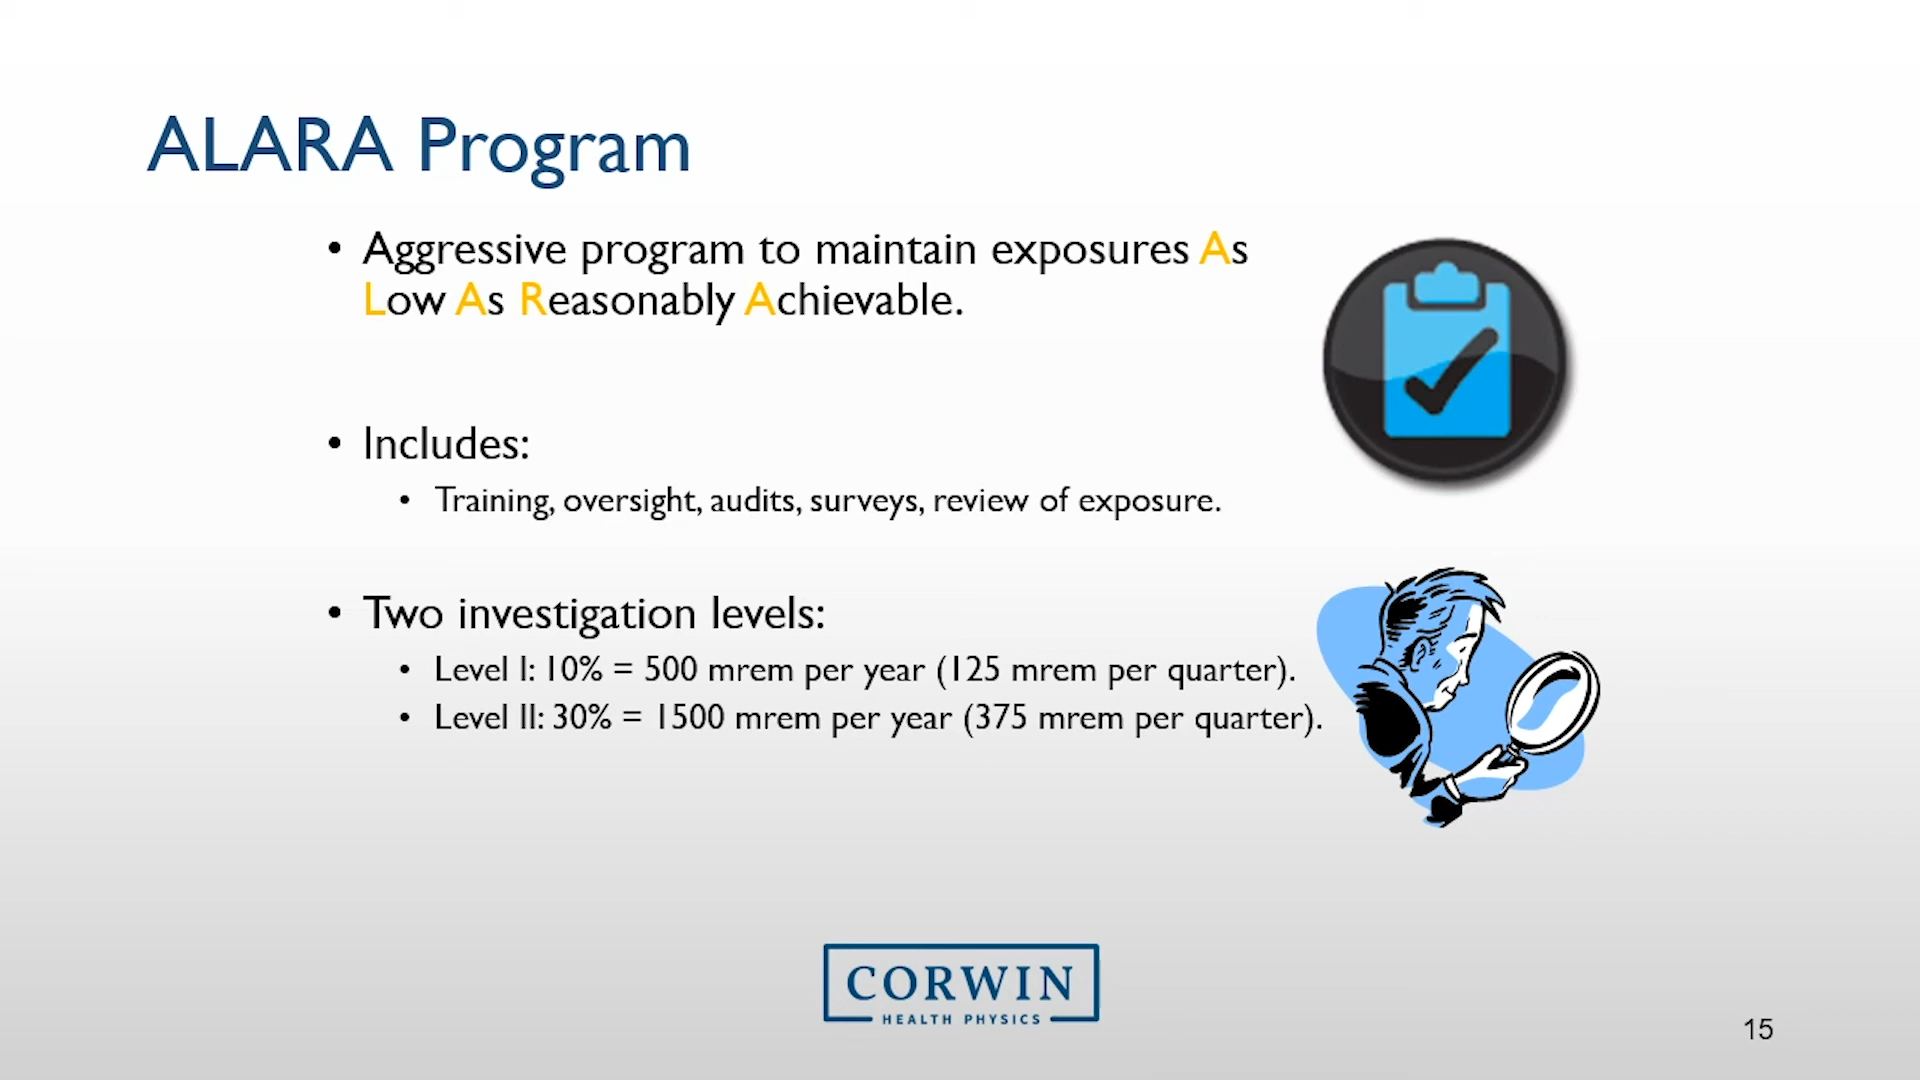 ALARA Program
• Aggressive program to maintain exposures As
Low As Reasonably Achievable.
• Includes:
• Training, oversight, audits, surveys, review of exposure.
• Two investigation levels:
• Level I: 10% = 500 mrem per year (125 mrem per quarter).
• Level II: 30% = 1500 mrem per year (375 mrem per quarter).
CORWIN
HEALTH PHYSICS
15